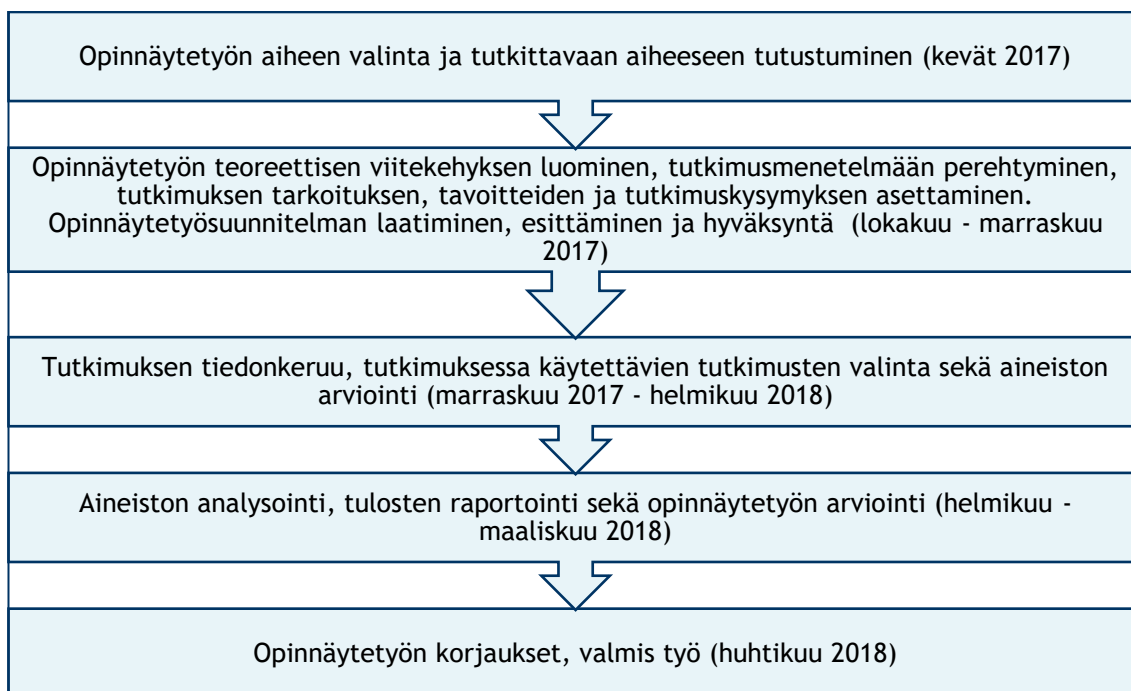 Opinnäytetyön aiheen valinta ja tutkittavaan aiheeseen tutustuminen (kevät 2017)
Opinnäytetyön teoreettisen viitekehyksen luominen, tutkimusmenetelmään perehtyminen,
tutkimuksen tarkoituksen, tavoitteiden ja tutkimuskysymyksen asettaminen.
Opinnäytetyösuunnitelman laatiminen, esittäminen ja hyväksyntä (lokakuu - marraskuu
2017)
Tutkimuksen tiedonkeruu, tutkimuksessa käytettävien tutkimusten valinta sekä aineiston
arviointi (marraskuu 2017 - helmikuu 2018)
Aineiston analysointi, tulosten raportointi sekä opinnäytetyön arviointi (helmikuu -
maaliskuu 2018)
Opinnäytetyön korjaukset, valmis työ (huhtikuu 2018)